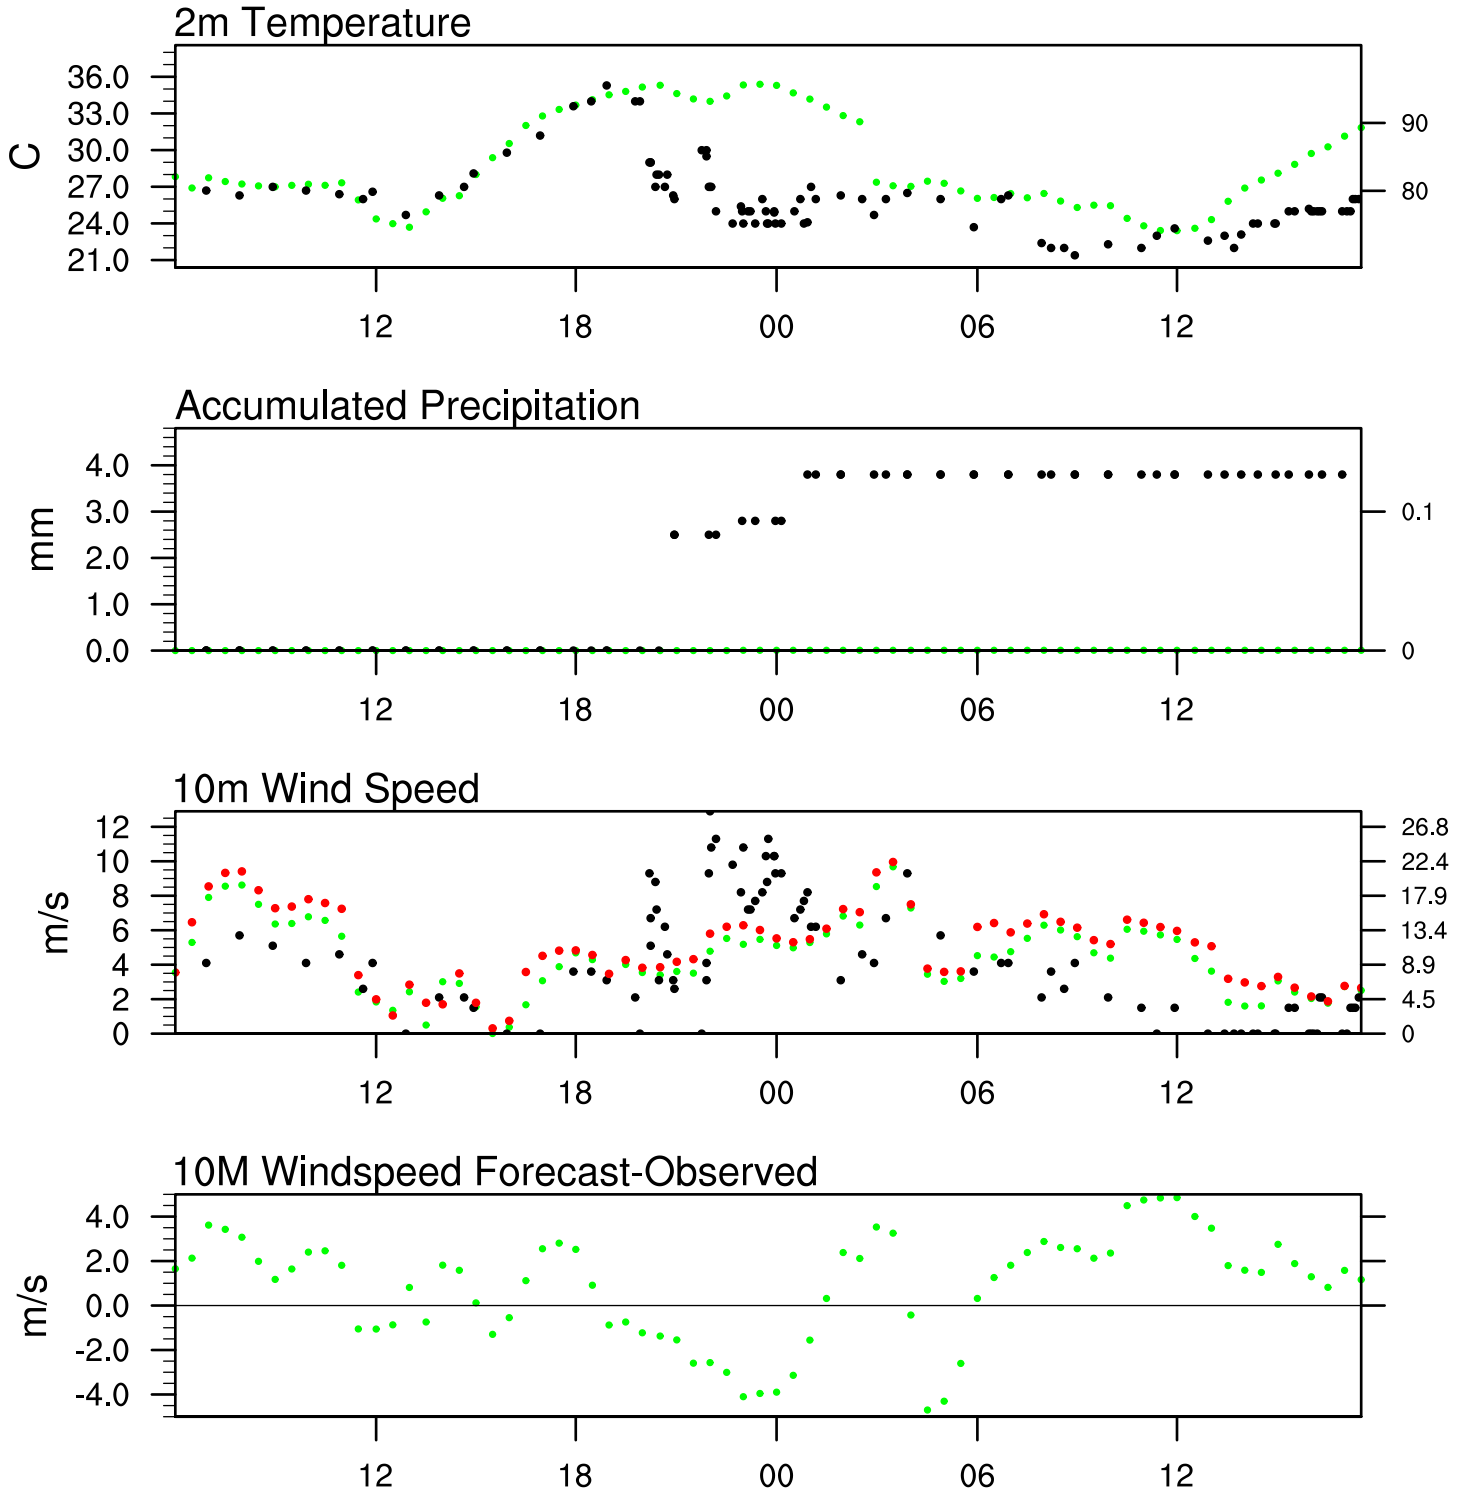 2m Temperature
C
36.0
33.0
30.0
27.0
24.0
21.0
90
80
12 18 00 06 12
Accumulated Precipitation
mm
4.0
3.0
2.0
1.0
0.0
0.1
0
12 18 00 06 12
10m Wind Speed
m/s
12
10
8
6
4
2
0
26.8
22.4
17.9
13.4
8.9
4.5
0
12 18 00 06 12
10M Windspeed Forecast-Observed
m/s
4.0
2.0
0.0
-2.0
-4.0
12 18 00 06 12